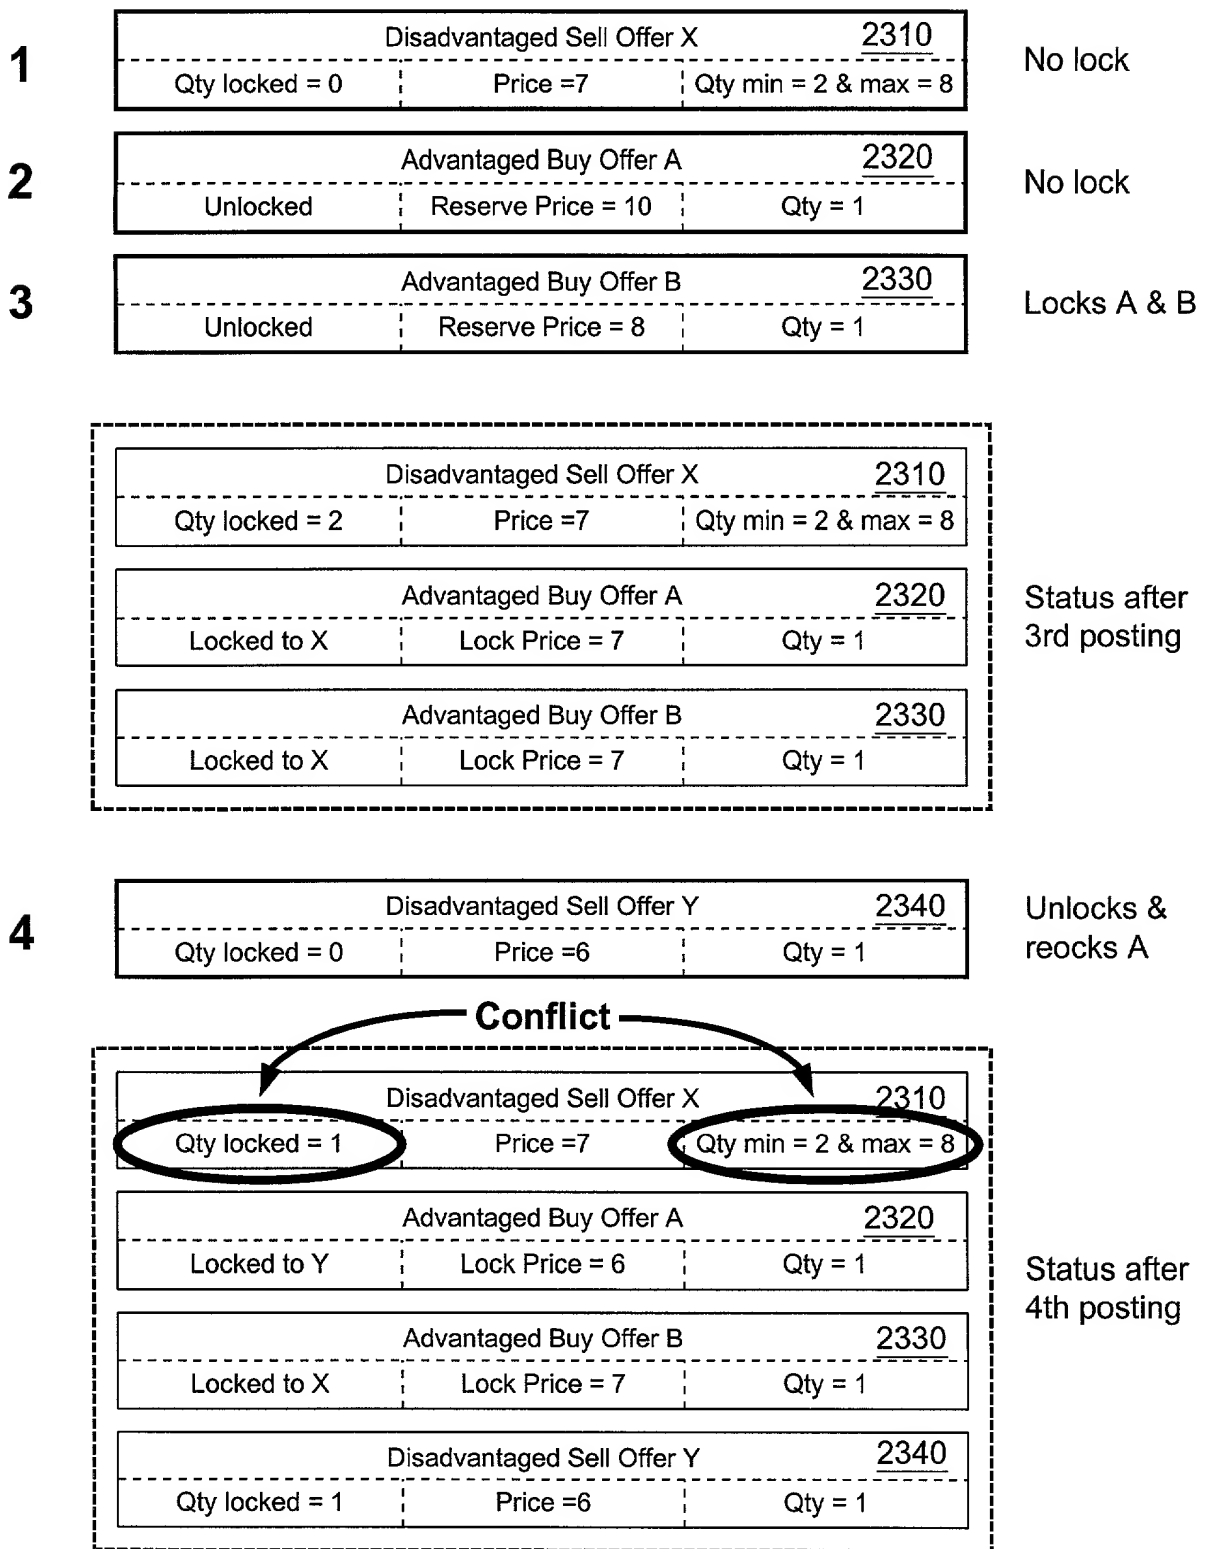 1
Disadvantaged Sell Offer X 2310
Qty locked = 0 Price =7 Qty min = 2 & max = 8
No lock
2
Advantaged Buy Offer A 2320
Unlocked Reserve Price = 10 Qty = 1
No lock
3
Advantaged Buy Offer B 2330
Unlocked Reserve Price = 8 Qty = 1
Locks A & B
Disadvantaged Sell Offer X 2310
Qty locked = 2 Price =7 Qty min = 2 & max = 8
Advantaged Buy Offer A 2320
Locked to X Lock Price = 7 Qty = 1
Advantaged Buy Offer B 2330
Locked to X Lock Price = 7 Qty = 1
Status after
3rd posting
4
Disadvantaged Sell Offer Y 2340
Qty locked = 0 Price =6 Qty = 1
Unlocks &
reocks A
Conflict
Disadvantaged Sell Offer X 2310
Qty locked = 1 Price =7 Qty min = 2 & max = 8
Advantaged Buy Offer A 2320
Locked to Y Lock Price = 6 Qty = 1
Advantaged Buy Offer B 2330
Locked to X Lock Price = 7 Qty = 1
Disadvantaged Sell Offer Y 2340
Qty locked = 1 Price =6 Qty = 1
Status after
4th posting